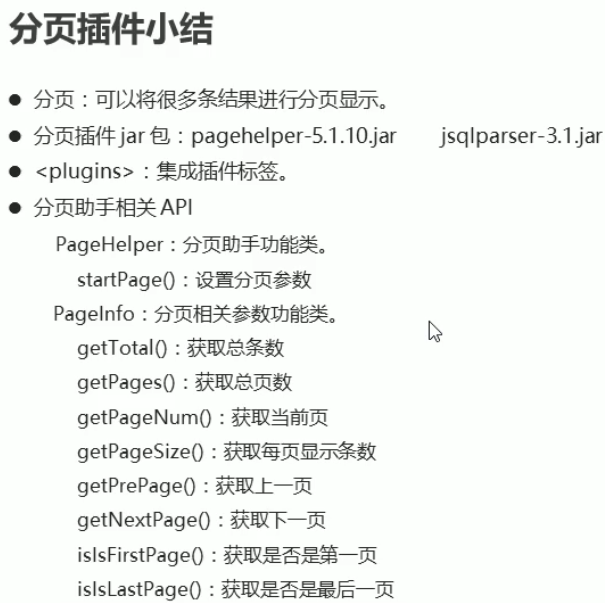 分页插件小结
● 分页：可以将很多条结果进行分页显示。
● 分页插件 jar 包：pagehelper-5.1.10.jar jsqlparser-3.1.jar
● <plugins>：集成插件标签。
● 分页助手相关 API
PageHelper：分页助手功能类。
startPage()：设置分页参数
PageInfo：分页相关参数功能类。
getTotal()：获取总条数
getPages()：获取总页数
getPageNum()：获取当前页
getPageSize()：获取每页显示条数
getPrePage()：获取上一页
getNextPage()：获取下一页
isIsFirstPage()：获取是否是第一页
isIsLastPage()：获取是否是最后一页